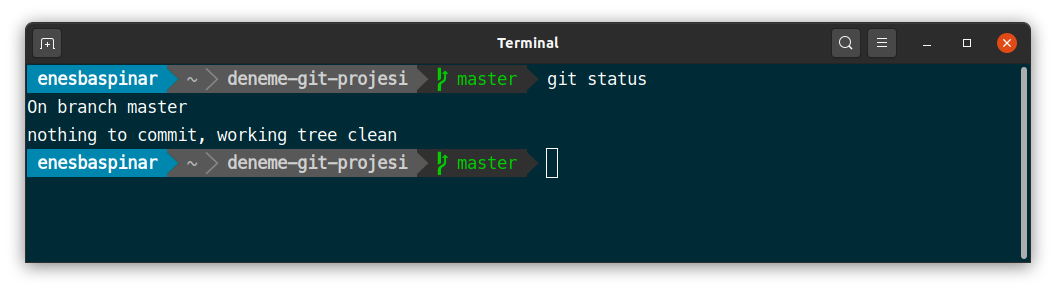 Terminal
enesbaspinar ~ deneme-git-projesi master git status
On branch master
nothing to commit, working tree clean
enesbaspinar ~ deneme-git-projesi master